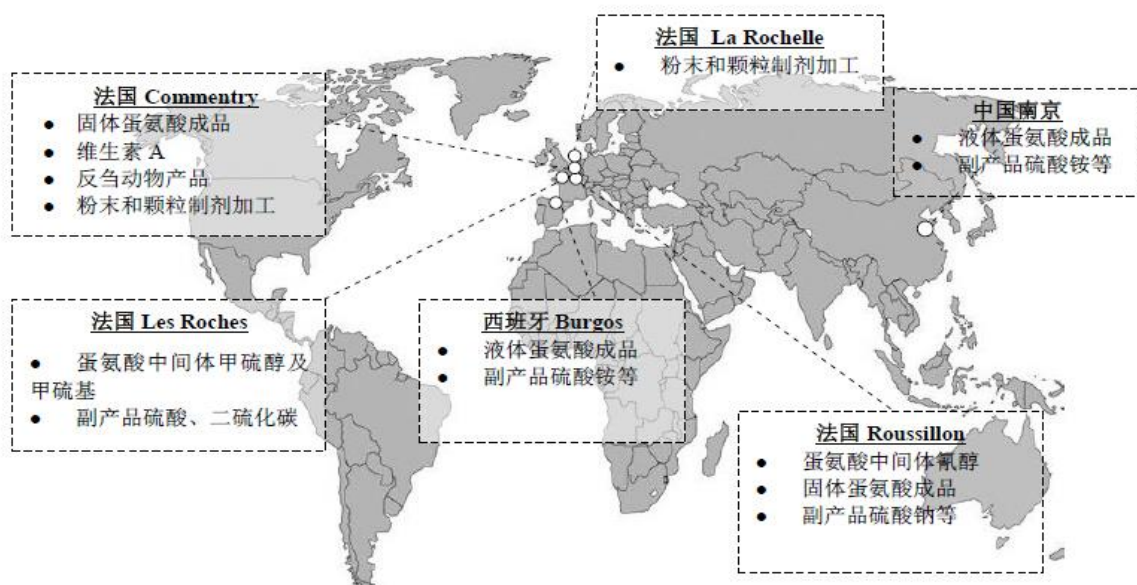 法国 La Rochelle
● 粉末和颗粒制剂加工
法国 Commentry
● 固体蛋氨酸成品
● 维生素 A
● 反刍动物产品
● 粉末和颗粒制剂加工
中国南京
● 液体蛋氨酸成品
● 副产品硫酸铵等
法国 Les Roches
● 蛋氨酸中间体甲硫醇及
甲硫基
● 副产品硫酸、二硫化碳
西班牙 Burgos
● 液体蛋氨酸成品
● 副产品硫酸铵等
法国 Roussillon
● 蛋氨酸中间体氰醇
● 固体蛋氨酸成品
● 副产品硫酸钠等